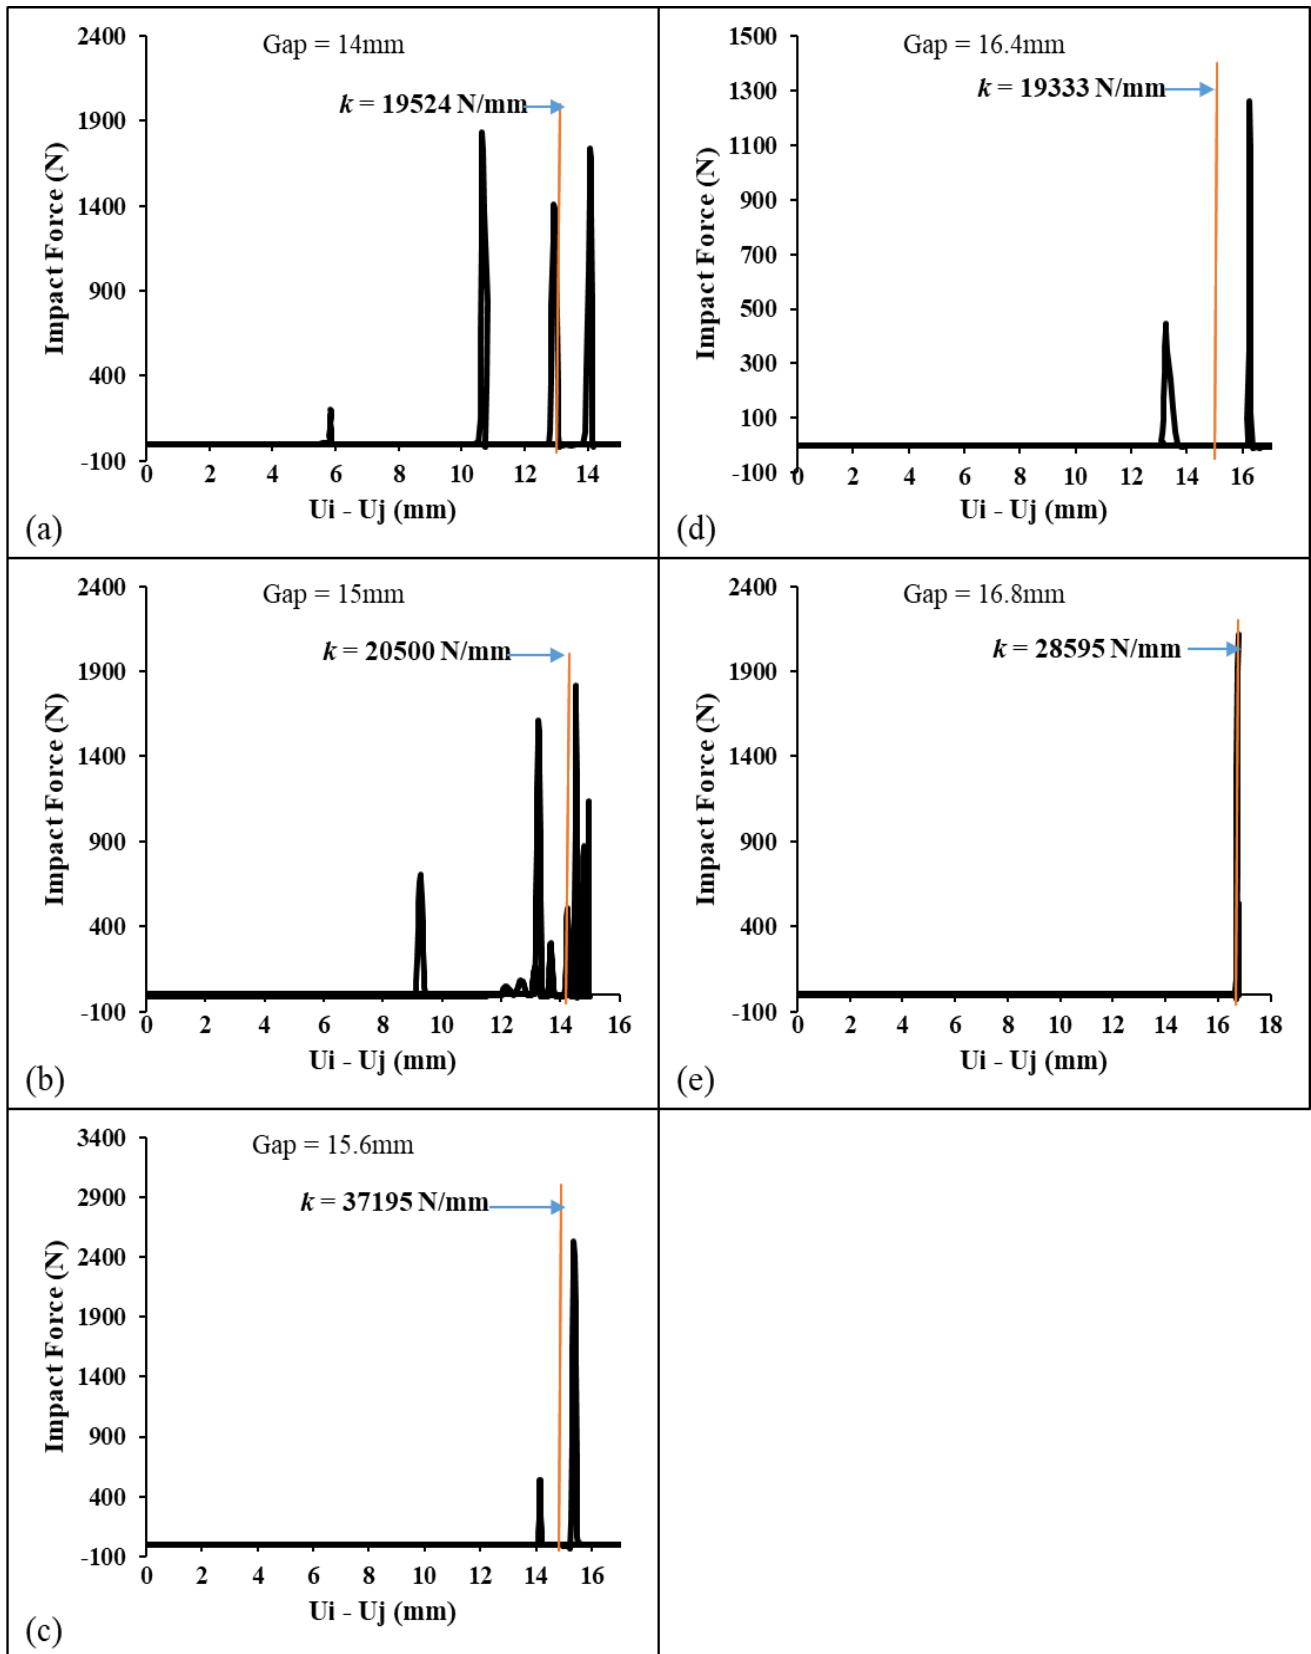 Gap = 14mm
k = 19524 N/mm
Impact Force (N)
2400
1900
1400
900
400
-100
0 2 4 6 8 10 12 14
Ui - Uj (mm)
(a)
Gap = 16.4mm
k = 19333 N/mm
Impact Force (N)
1500
1300
1100
900
700
500
300
100
-100
0 2 4 6 8 10 12 14 16
Ui - Uj (mm)
(d)
Gap = 15mm
k = 20500 N/mm
Impact Force (N)
2400
1900
1400
900
400
-100
0 2 4 6 8 10 12 14 16
Ui - Uj (mm)
(b)
Gap = 16.8mm
k = 28595 N/mm
Impact Force (N)
2400
1900
1400
900
400
-100
0 2 4 6 8 10 12 14 16 18
Ui - Uj (mm)
(e)
Gap = 15.6mm
k = 37195 N/mm
Impact Force (N)
3400
2900
2400
1900
1400
900
400
-100
0 2 4 6 8 10 12 14 16
Ui - Uj (mm)
(c)